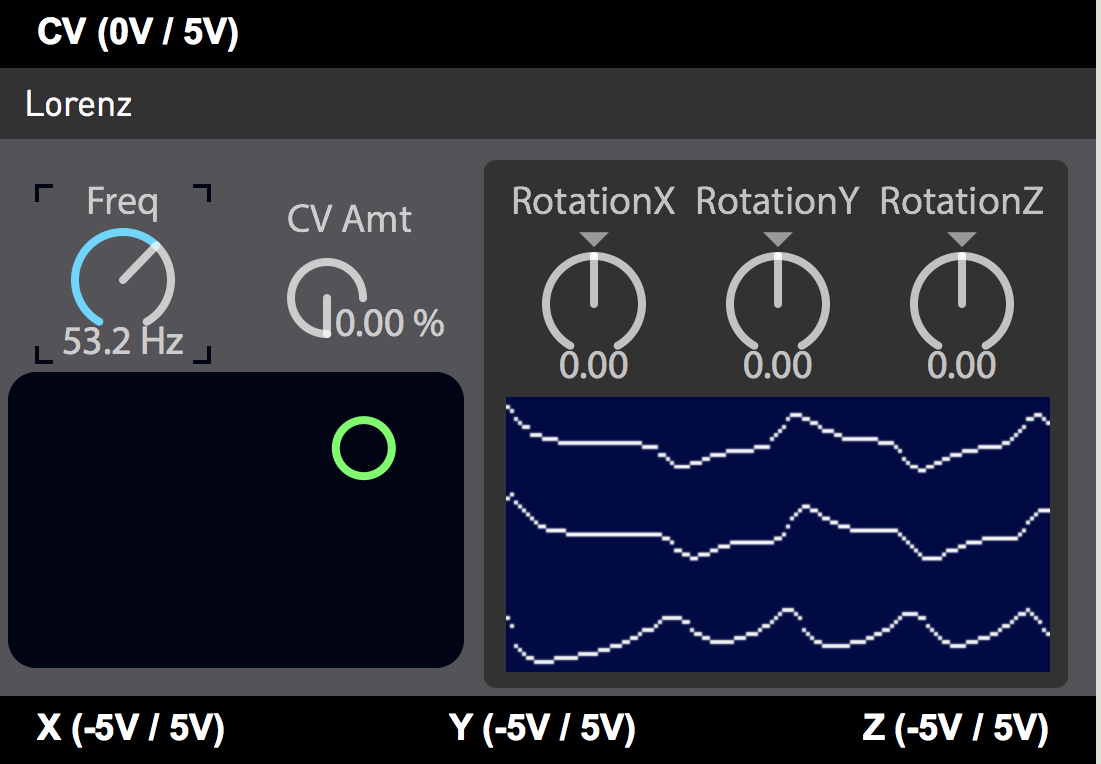 CV (0V / 5V)
Lorenz
Freq
53.2 Hz
CV Amt
0.00 %
RotationX RotationY RotationZ
0.00 0.00 0.00
X (-5V / 5V) Y (-5V / 5V) Z (-5V / 5V)